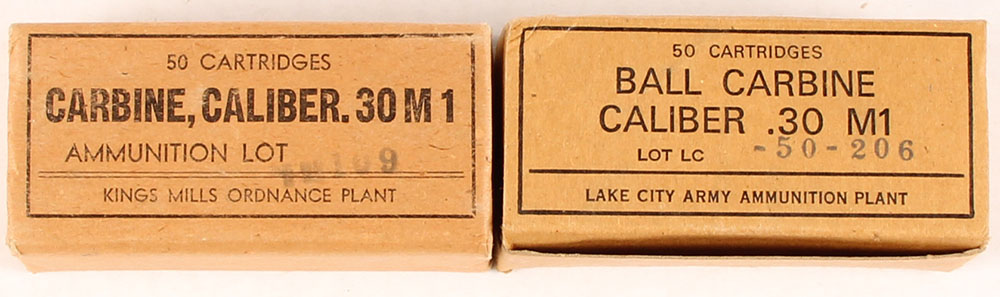 50 CARTRIDGES
CARBINE, CALIBER .30 M1
AMMUNITION LOT
KINGS MILLS ORDNANCE PLANT
50 CARTRIDGES
BALL CARBINE
CALIBER .30 M1
LOT LC -50-206
LAKE CITY ARMY AMMUNITION PLANT